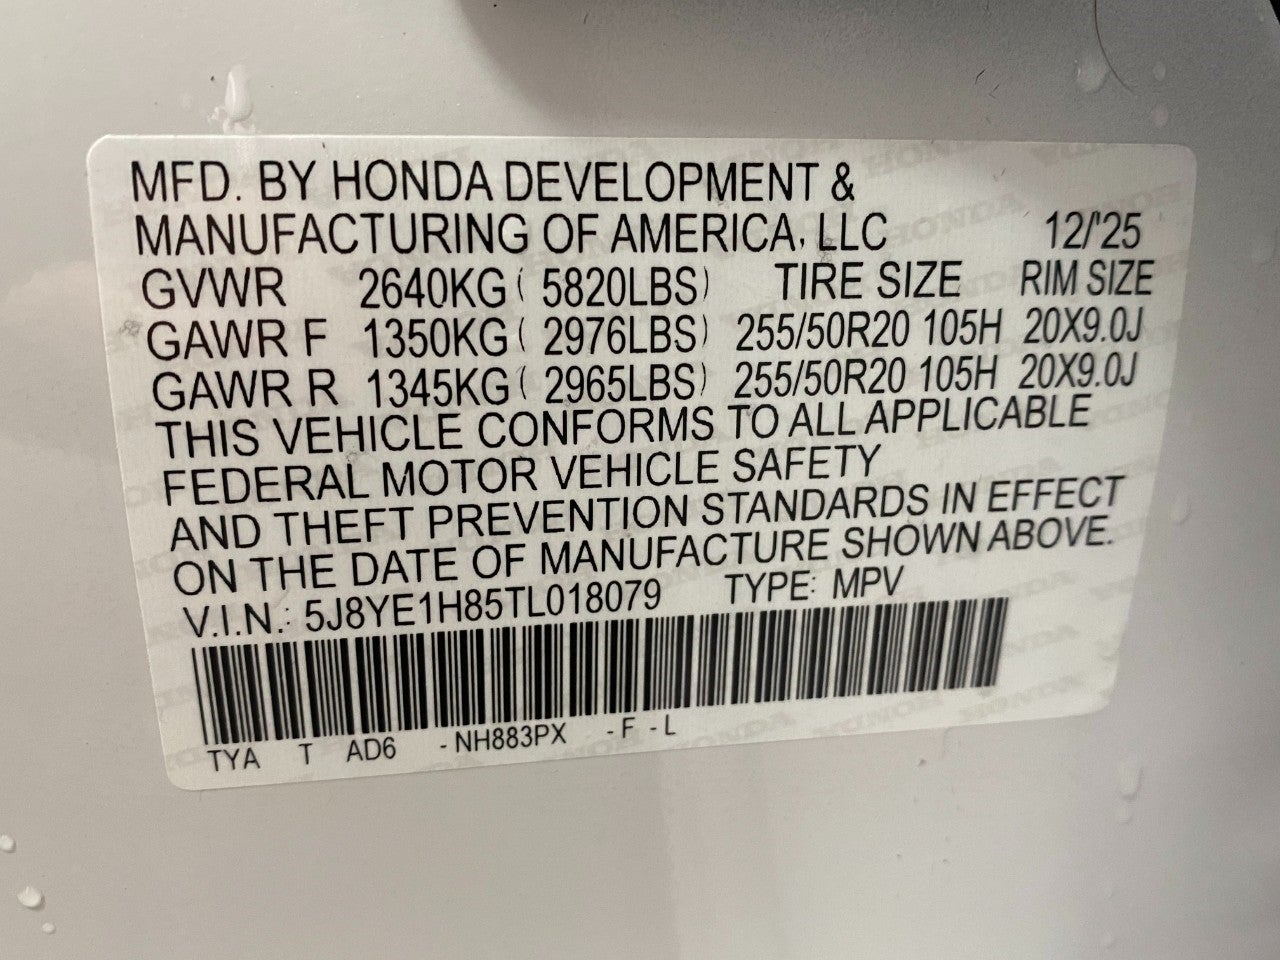 MFD. BY HONDA DEVELOPMENT &
MANUFACTURING OF AMERICA, LLC 12/'25
GVWR 2640KG ( 5820LBS) TIRE SIZE RIM SIZE
GAWR F 1350KG ( 2976LBS) 255/50R20 105H 20X9.0J
GAWR R 1345KG ( 2965LBS) 255/50R20 105H 20X9.0J
THIS VEHICLE CONFORMS TO ALL APPLICABLE
FEDERAL MOTOR VEHICLE SAFETY
AND THEFT PREVENTION STANDARDS IN EFFECT
ON THE DATE OF MANUFACTURE SHOWN ABOVE.
V.I.N.: 5J8YE1H85TL018079 TYPE: MPV
TYA T AD6 -NH883PX -F -L